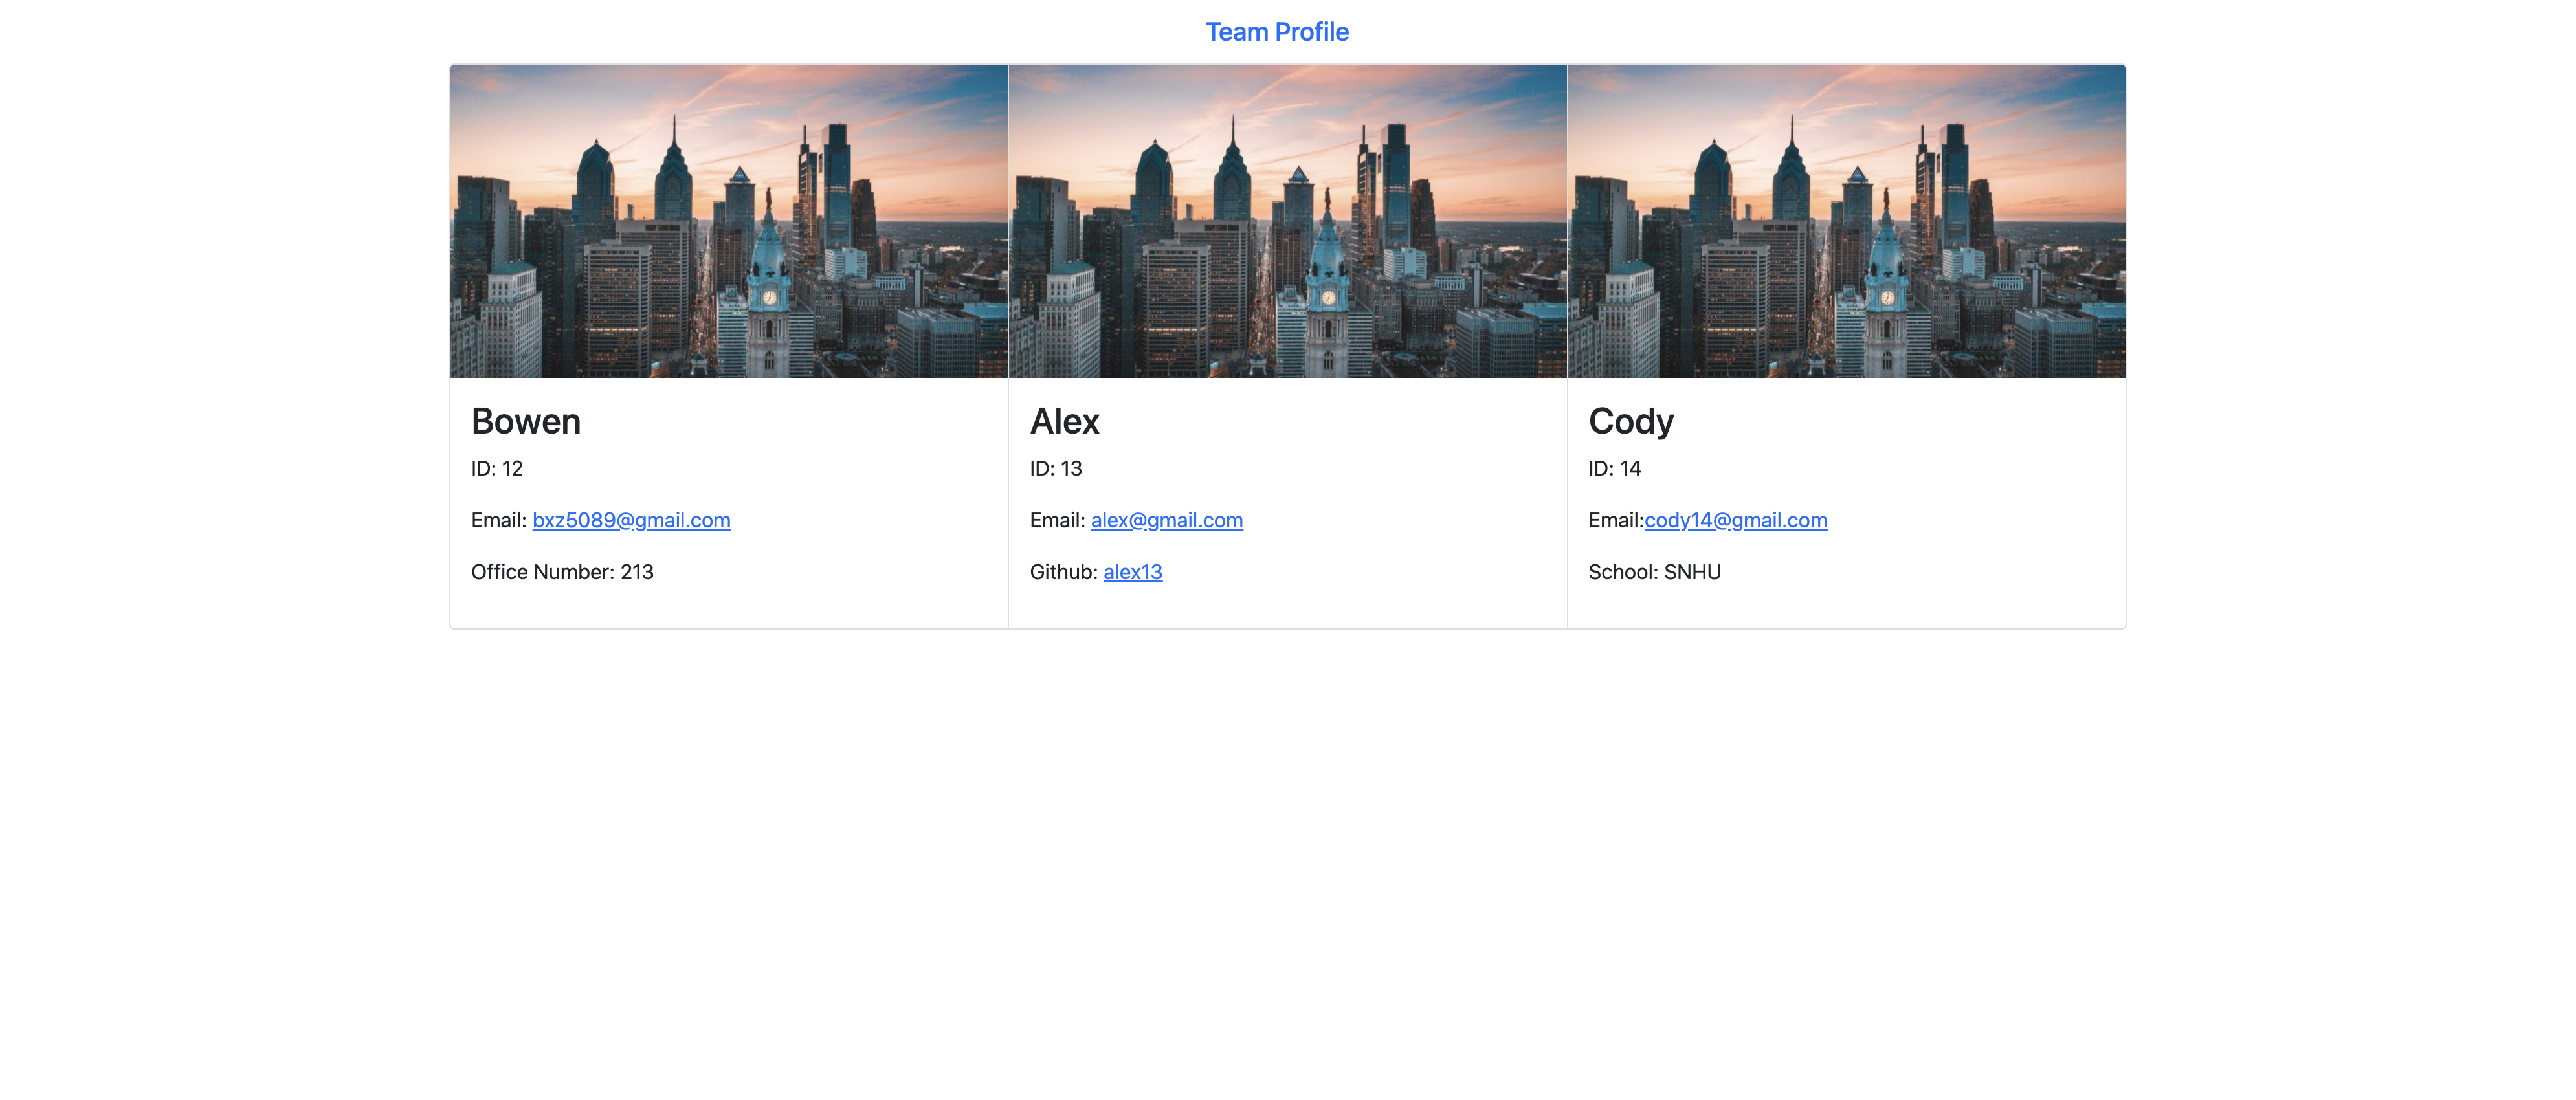 Team Profile
Bowen
ID: 12
Email: bxz5089@gmail.com
Office Number: 213
Alex
ID: 13
Email: alex@gmail.com
Github: alex13
Cody
ID: 14
Email:cody14@gmail.com
School: SNHU